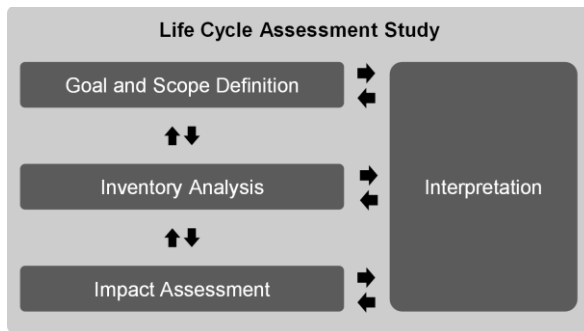 Life Cycle Assessment Study
Goal and Scope Definition
Inventory Analysis
Interpretation
Impact Assessment